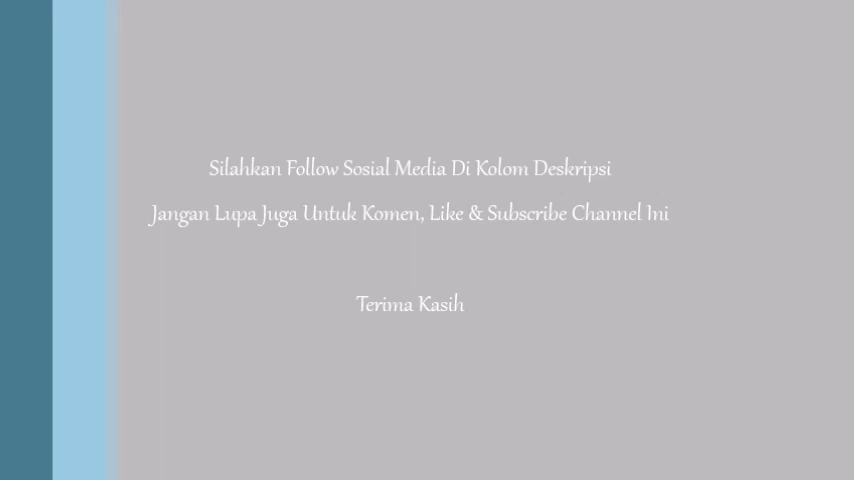 Silahkan Follow Sosial Media Di Kolom Deskripsi
Jangan Lupa Juga Untuk Komen, Like & Subscribe Channel Ini
Terima Kasih